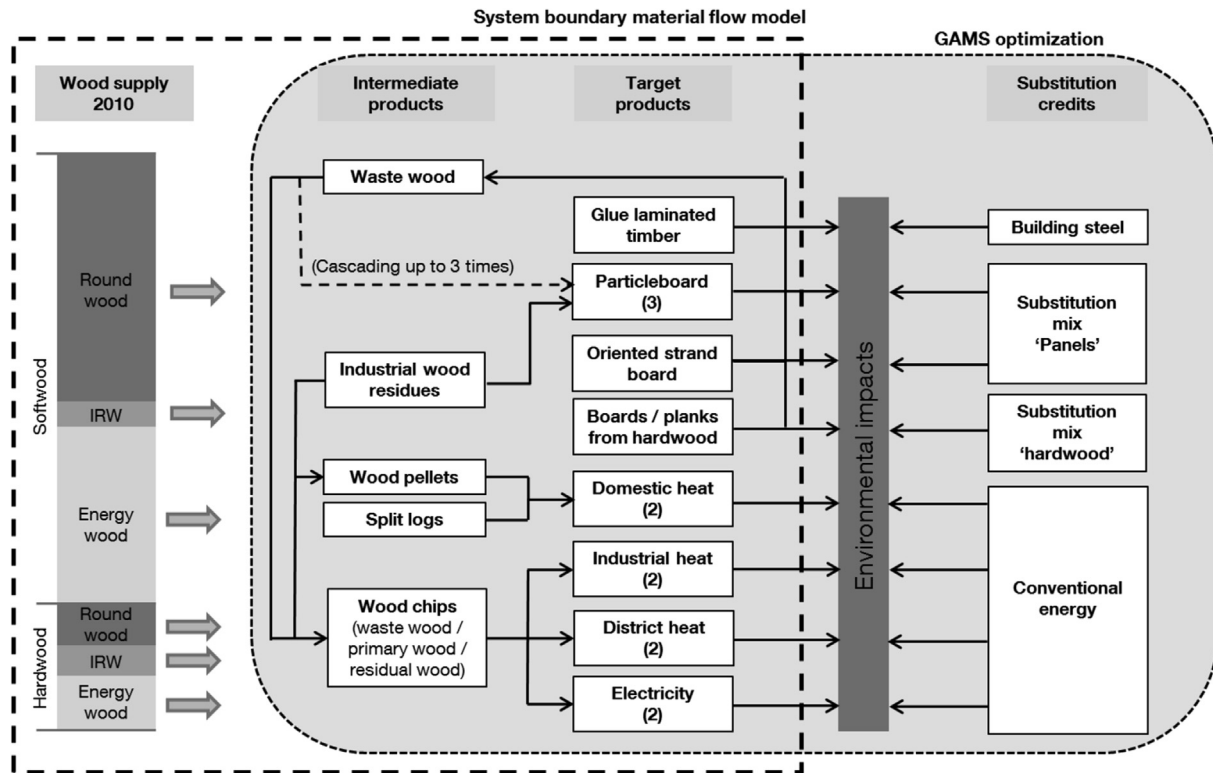 System boundary material flow model
GAMS optimization
Wood supply
2010
Intermediate
products
Target
products
Substitution
credits
Softwood
Round
wood
IRW
Energy
wood
Hardwood
Round
wood
IRW
Energy
wood
Waste wood
(Cascading up to 3 times)
Industrial wood
residues
Wood pellets
Split logs
Wood chips
(waste wood /
primary wood /
residual wood)
Glue laminated
timber
Particleboard
(3)
Oriented strand
board
Boards / planks
from hardwood
Domestic heat
(2)
Industrial heat
(2)
District heat
(2)
Electricity
(2)
Environmental impacts
Building steel
Substitution
mix
‘Panels’
Substitution
mix
‘hardwood’
Conventional
energy